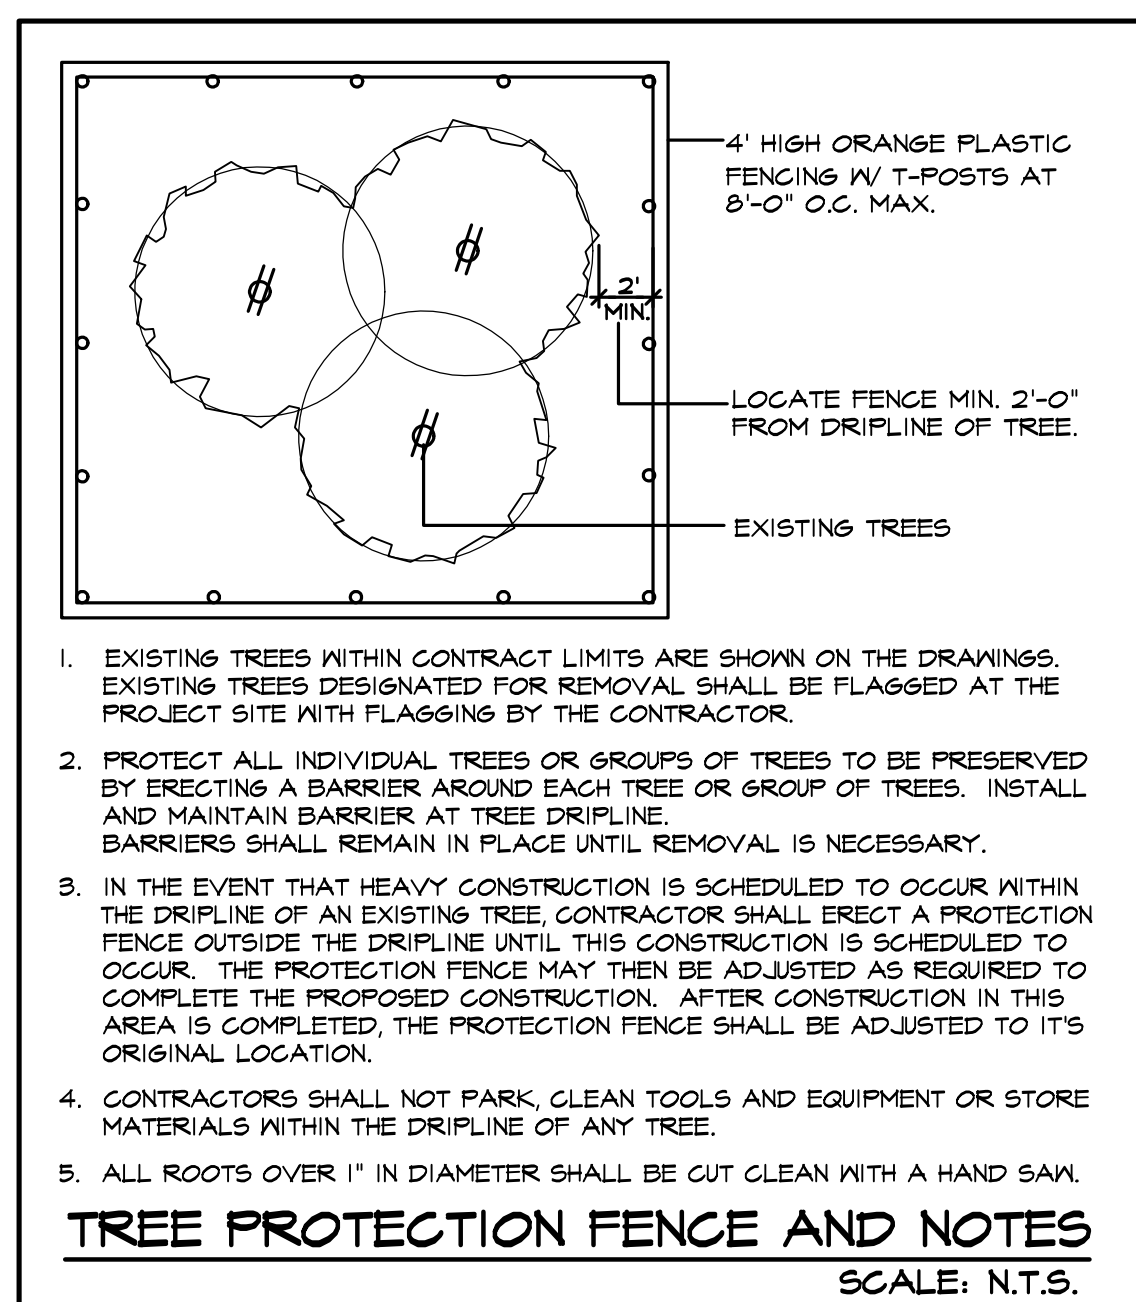 4' HIGH ORANGE PLASTIC
FENCING W/ T-POSTS AT
8'-0" O.C. MAX.
2'
MIN.
LOCATE FENCE MIN. 2'-0"
FROM DRIPLINE OF TREE.
EXISTING TREES
1. EXISTING TREES WITHIN CONTRACT LIMITS ARE SHOWN ON THE DRAWINGS.
EXISTING TREES DESIGNATED FOR REMOVAL SHALL BE FLAGGED AT THE
PROJECT SITE WITH FLAGGING BY THE CONTRACTOR.
2. PROTECT ALL INDIVIDUAL TREES OR GROUPS OF TREES TO BE PRESERVED
BY ERECTING A BARRIER AROUND EACH TREE OR GROUP OF TREES. INSTALL
AND MAINTAIN BARRIER AT TREE DRIPLINE.
BARRIERS SHALL REMAIN IN PLACE UNTIL REMOVAL IS NECESSARY.
3. IN THE EVENT THAT HEAVY CONSTRUCTION IS SCHEDULED TO OCCUR WITHIN
THE DRIPLINE OF AN EXISTING TREE, CONTRACTOR SHALL ERECT A PROTECTION
FENCE OUTSIDE THE DRIPLINE UNTIL THIS CONSTRUCTION IS SCHEDULED TO
OCCUR. THE PROTECTION FENCE MAY THEN BE ADJUSTED AS REQUIRED TO
COMPLETE THE PROPOSED CONSTRUCTION. AFTER CONSTRUCTION IN THIS
AREA IS COMPLETED, THE PROTECTION FENCE SHALL BE ADJUSTED TO IT'S
ORIGINAL LOCATION.
4. CONTRACTORS SHALL NOT PARK, CLEAN TOOLS AND EQUIPMENT OR STORE
MATERIALS WITHIN THE DRIPLINE OF ANY TREE.
5. ALL ROOTS OVER 1" IN DIAMETER SHALL BE CUT CLEAN WITH A HAND SAW.
TREE PROTECTION FENCE AND NOTES
SCALE: N.T.S.